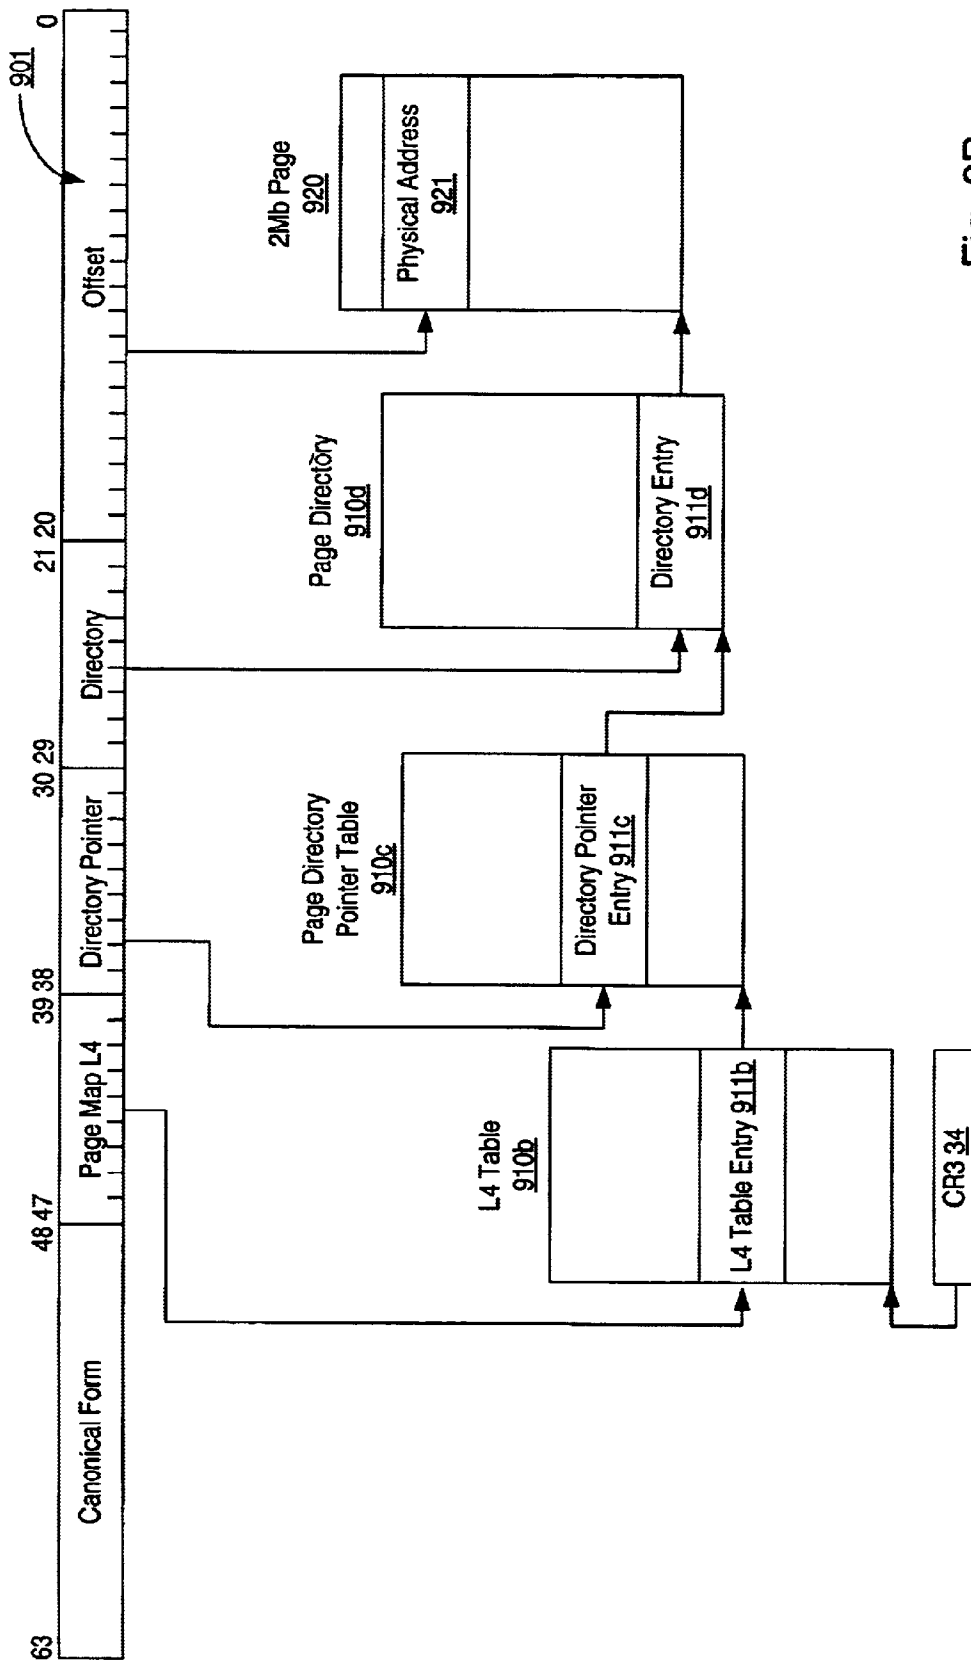 901
63
48 47
39 38
30 29
21 20
0
Canonical Form
Page Map L4
Directory Pointer
Directory
Offset
L4 Table
910b
L4 Table Entry 911b
CR3 34
Page Directory
Pointer Table
910c
Directory Pointer
Entry 911c
Page Directory
910d
Directory Entry
911d
2Mb Page
920
Physical Address
921